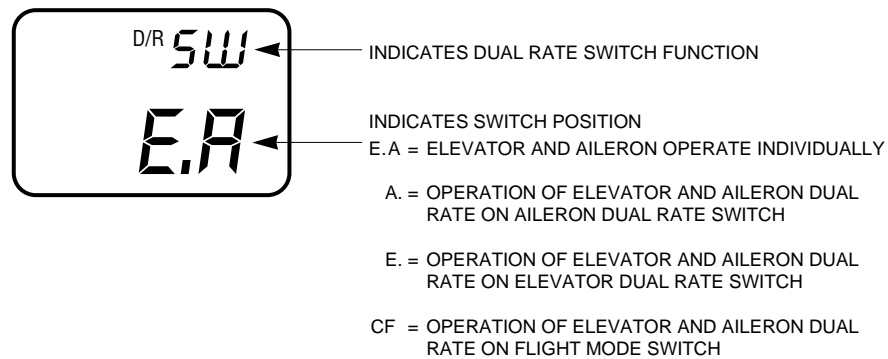 D/R SW
INDICATES DUAL RATE SWITCH FUNCTION
E.A
INDICATES SWITCH POSITION
E.A = ELEVATOR AND AILERON OPERATE INDIVIDUALLY
A. = OPERATION OF ELEVATOR AND AILERON DUAL
RATE ON AILERON DUAL RATE SWITCH
E. = OPERATION OF ELEVATOR AND AILERON DUAL
RATE ON ELEVATOR DUAL RATE SWITCH
CF = OPERATION OF ELEVATOR AND AILERON DUAL
RATE ON FLIGHT MODE SWITCH